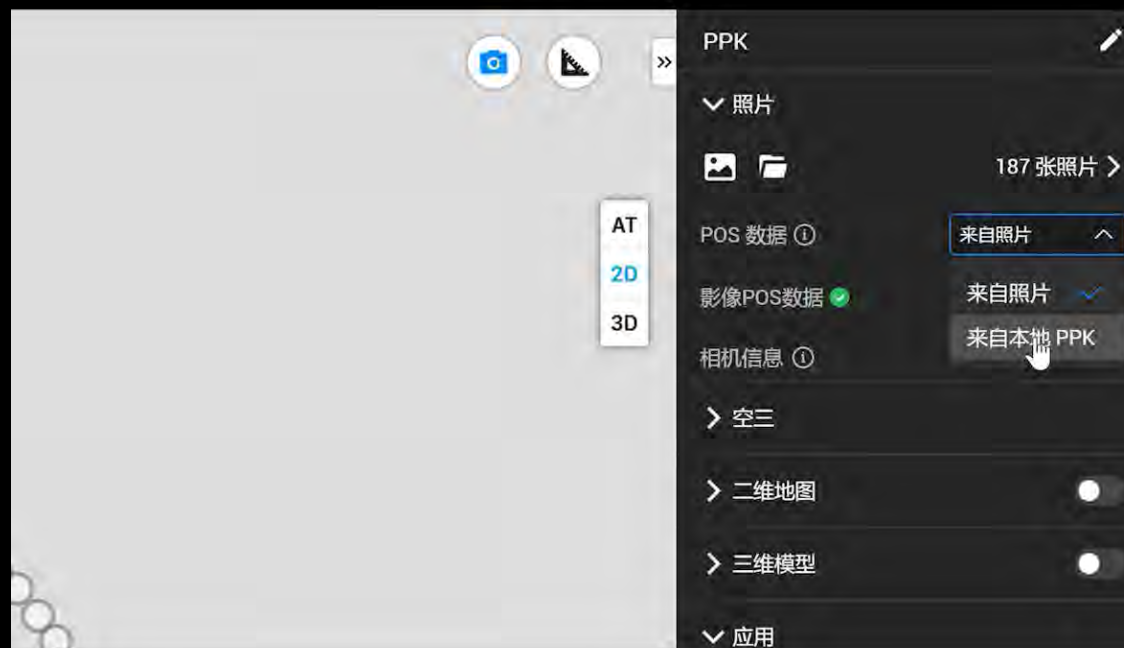 PPK
照片
187 张照片
POS 数据
来自照片
AT
2D
3D
影像POS数据
来自照片
来自本地 PPK
相机信息
空三
二维地图
三维模型
应用